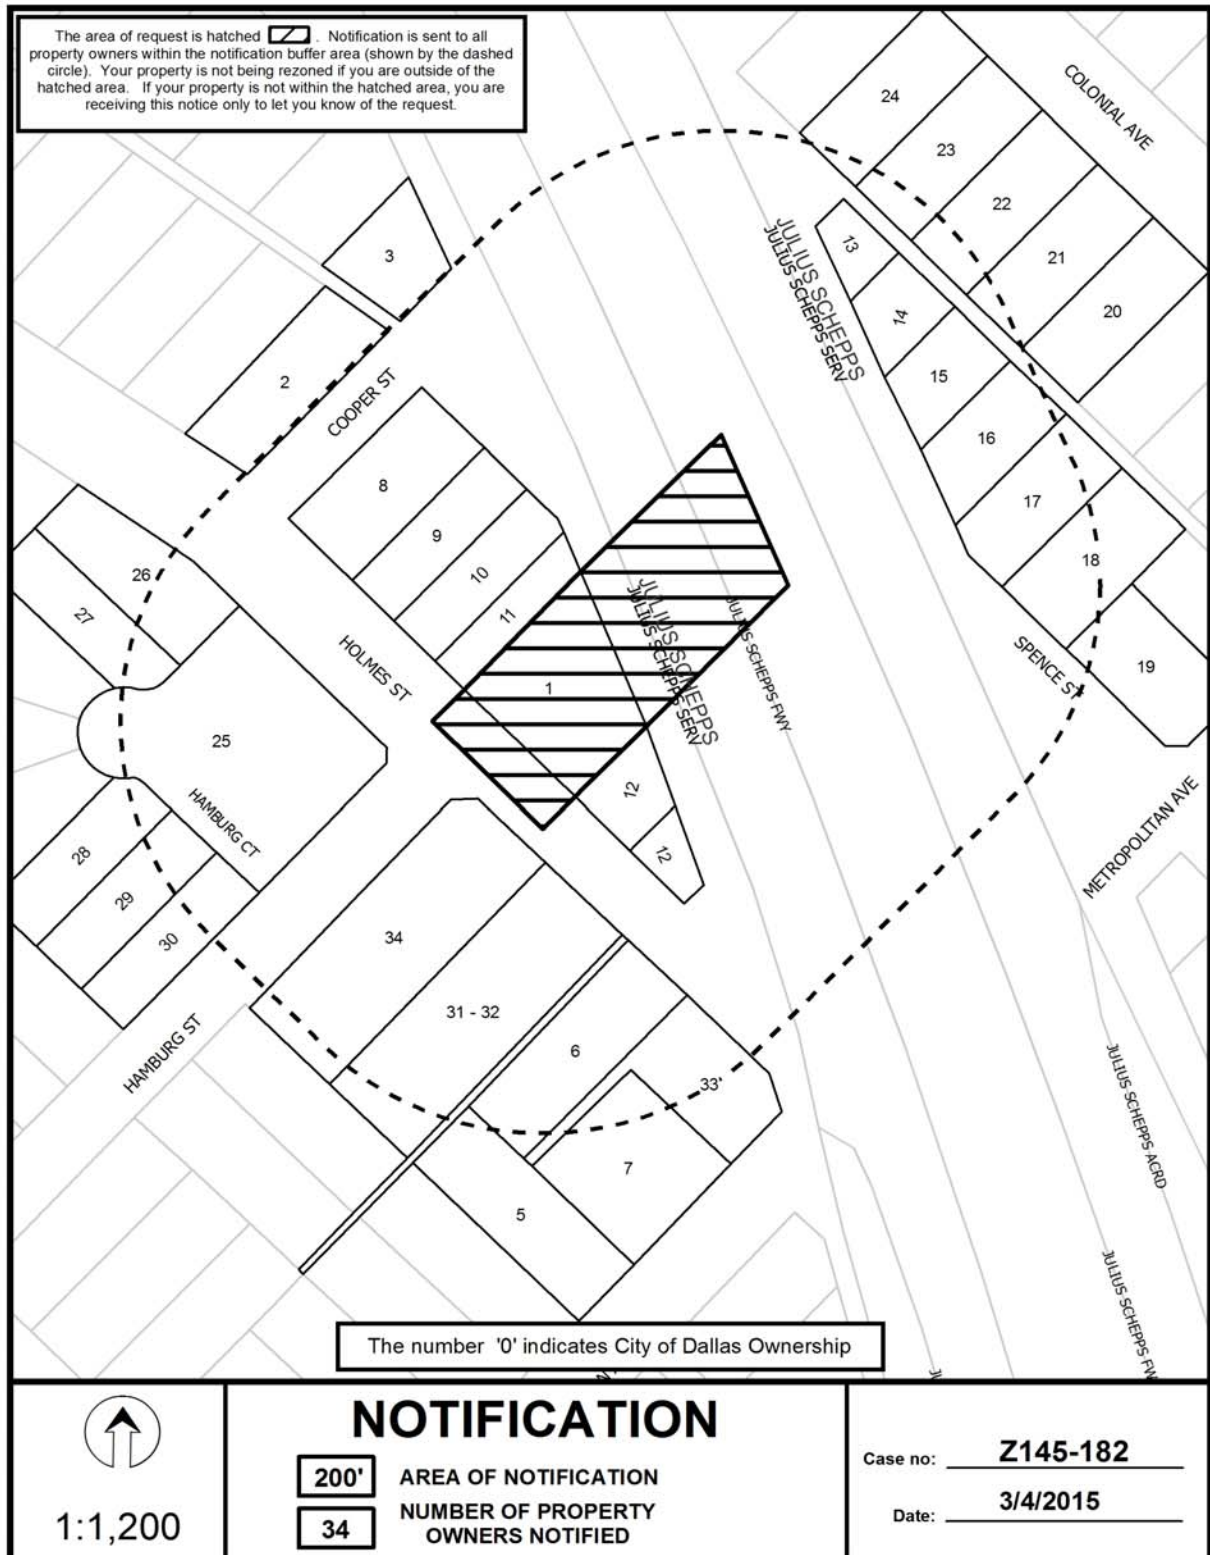 The area of request is hatched . Notification is sent to all
property owners within the notification buffer area (shown by the dashed
circle). Your property is not being rezoned if you are outside of the
hatched area. If your property is not within the hatched area, you are
receiving this notice only to let you know of the request.
COLONIAL AVE
24
23
22
21
20
3
13
JULIUS SCHEPPS
JULIUS SCHEPPS SERV
14
15
16
17
18
19
2
COOPER ST
8
9
10
11
26
27
HOLMES ST
1
JULIUS SCHEPPS
JULIUS SCHEPPS SERV
JULIUS SCHEPPS FWY
SPENCE ST
25
12
12
HAMBURG CT
METROPOLITAN AVE
28
29
30
34
31 - 32
6
33'
HAMBURG ST
7
5
JULIUS SCHEPPS ACRD
JULIUS SCHEPPS FW
The number '0' indicates City of Dallas Ownership
1:1,200
NOTIFICATION
200' AREA OF NOTIFICATION
34 NUMBER OF PROPERTY
OWNERS NOTIFIED
Case no: Z145-182
Date: 3/4/2015